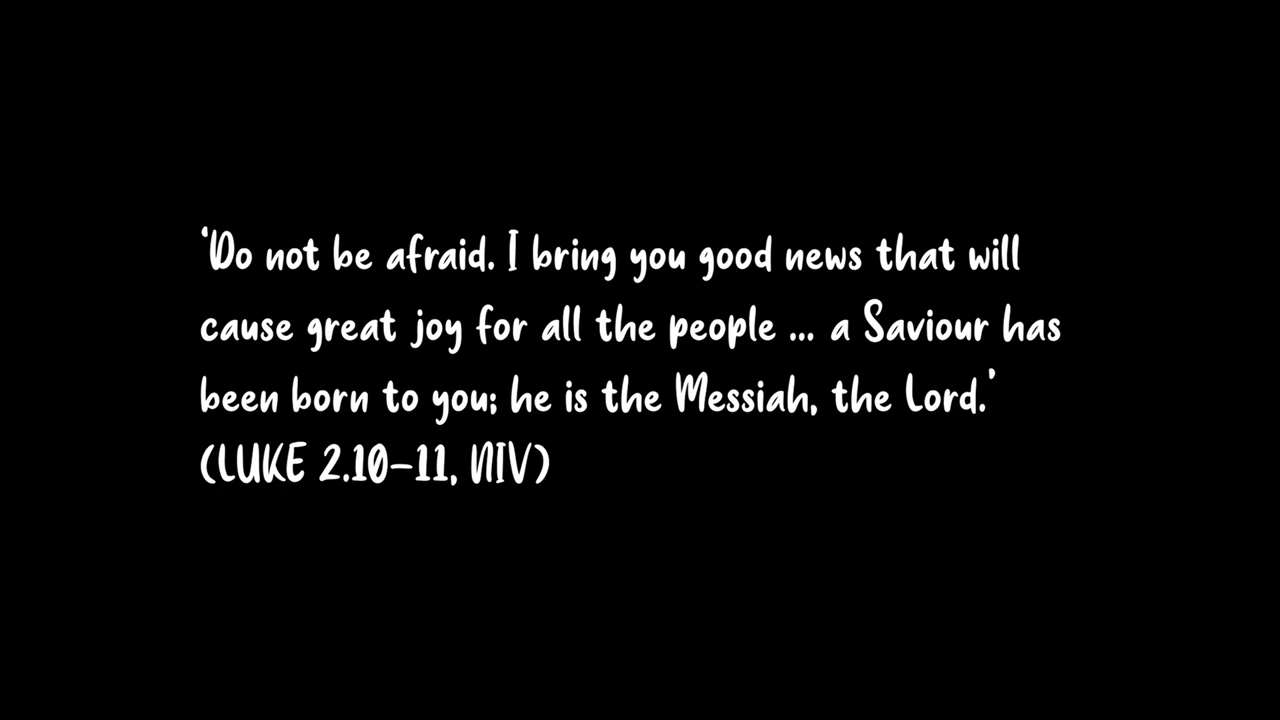 ‘Do not be afraid. I bring you good news that will
cause great joy for all the people ... a Saviour has
been born to you; he is the Messiah, the Lord.’
(LUKE 2.10–11, NIV)